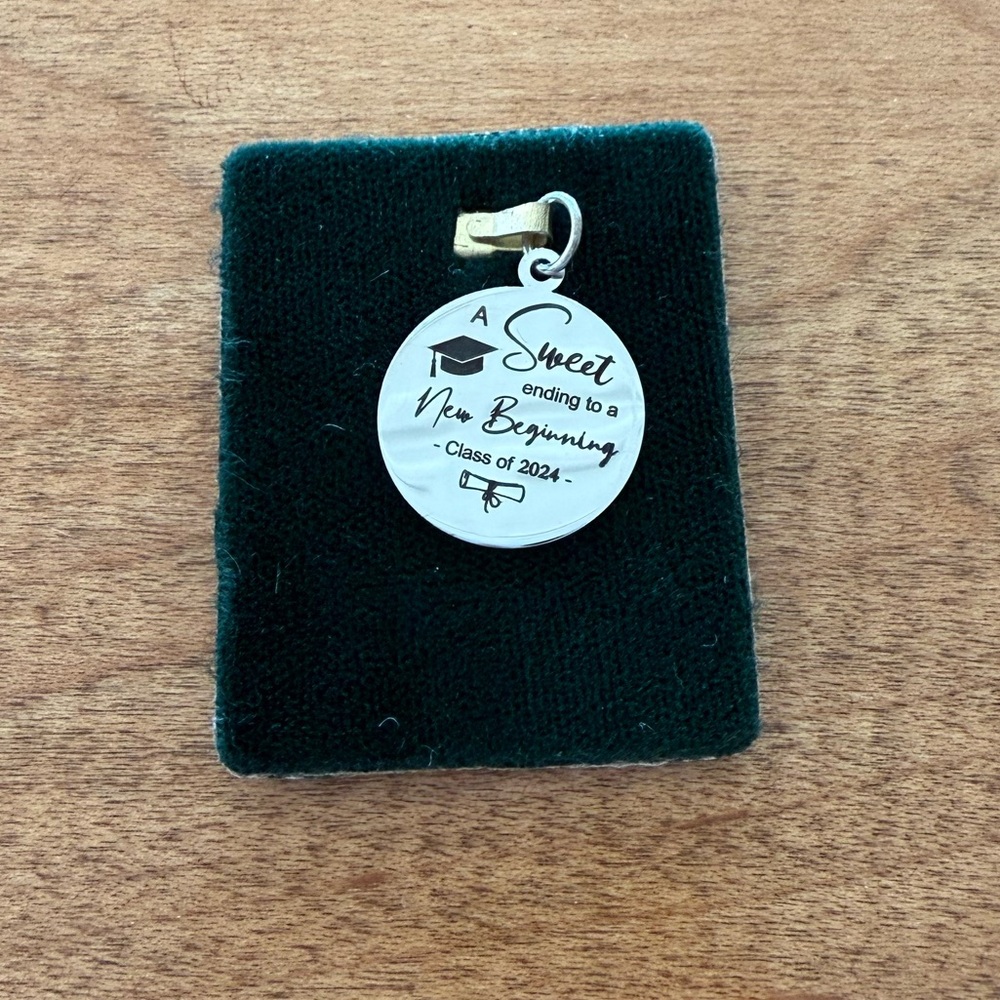 A Sweet
ending to a
New Beginning
- Class of 2024 -